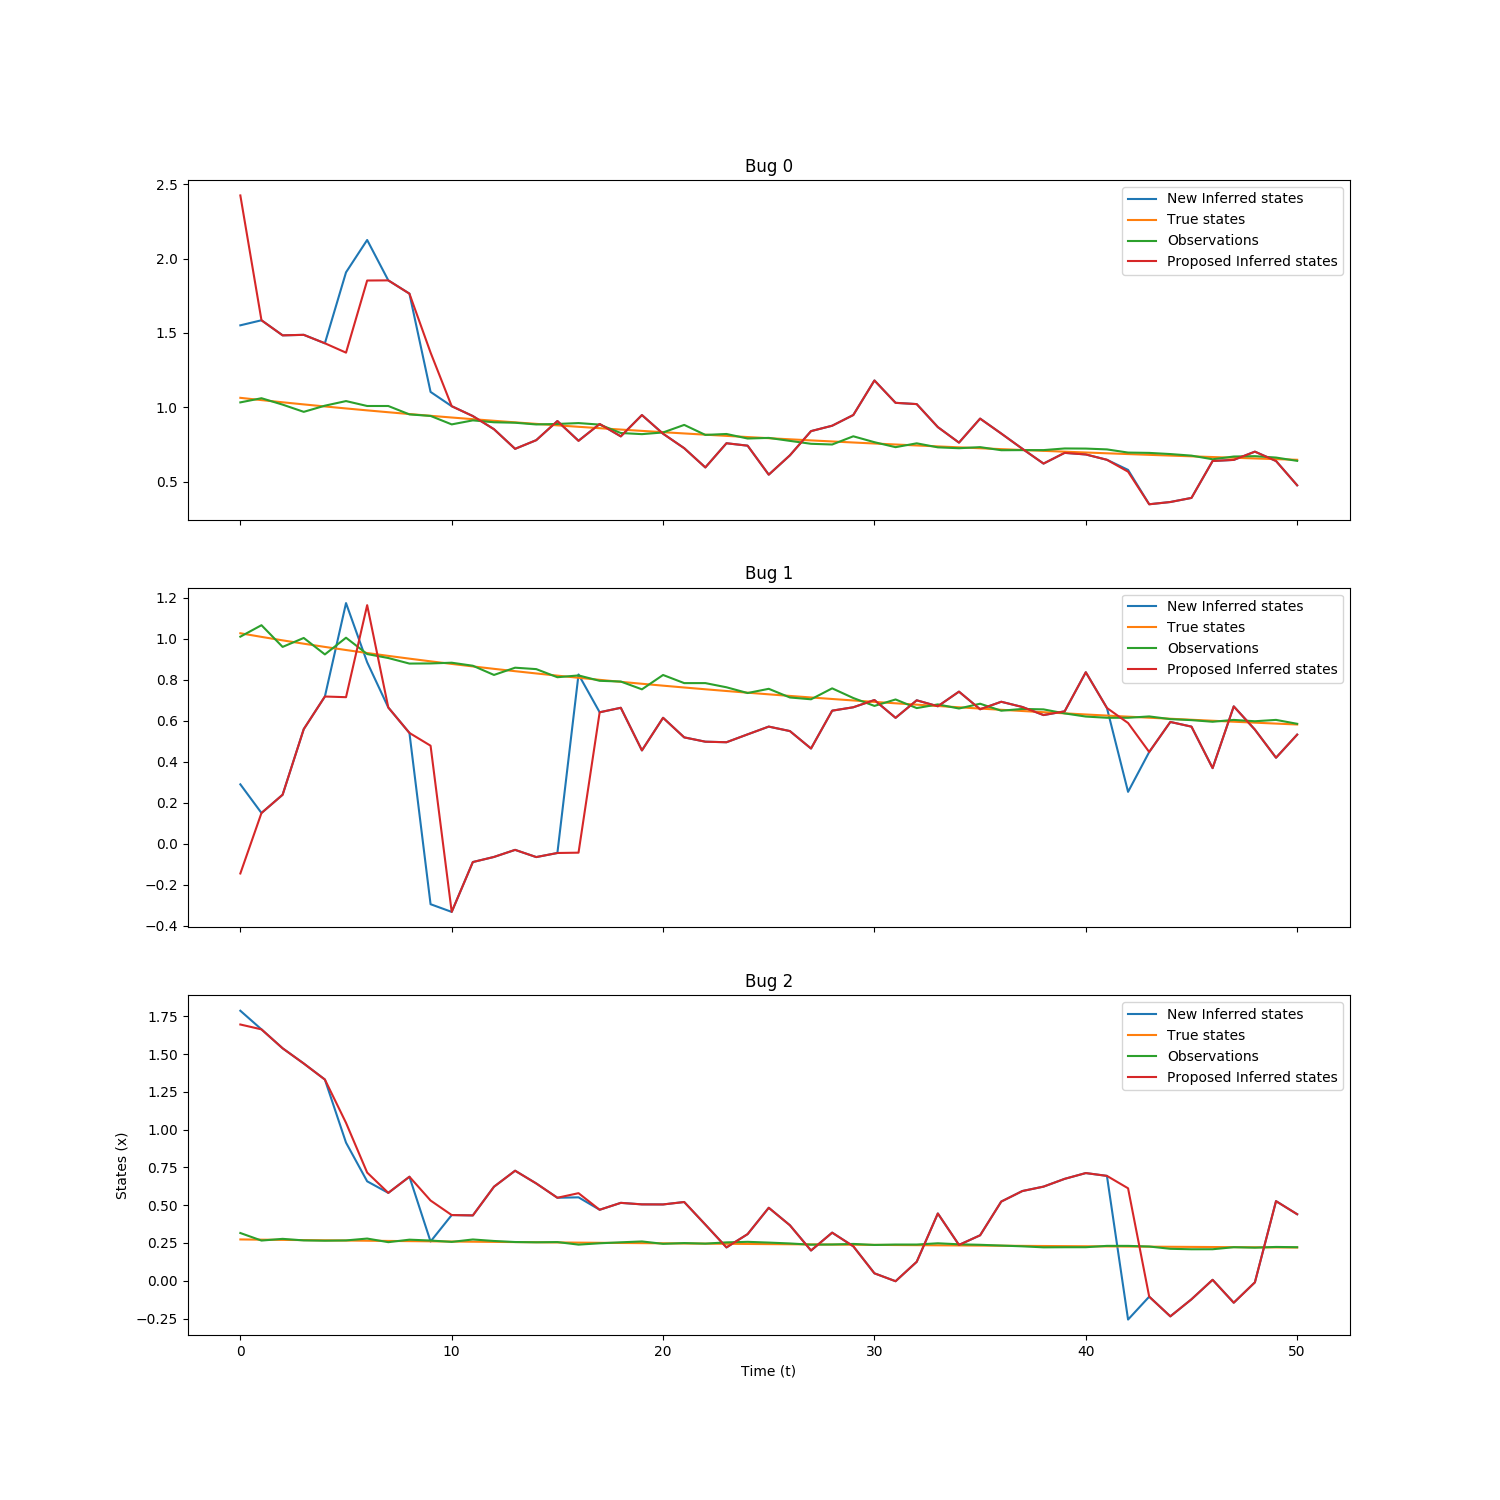 Bug 0
2.5
2.0
1.5
1.0
0.5
New Inferred states
True states
Observations
Proposed Inferred states
Bug 1
1.2
1.0
0.8
0.6
0.4
0.2
0.0
−0.2
−0.4
New Inferred states
True states
Observations
Proposed Inferred states
Bug 2
1.75
1.50
1.25
1.00
0.75
0.50
0.25
0.00
−0.25
States (x)
New Inferred states
True states
Observations
Proposed Inferred states
0 10 20 30 40 50
Time (t)